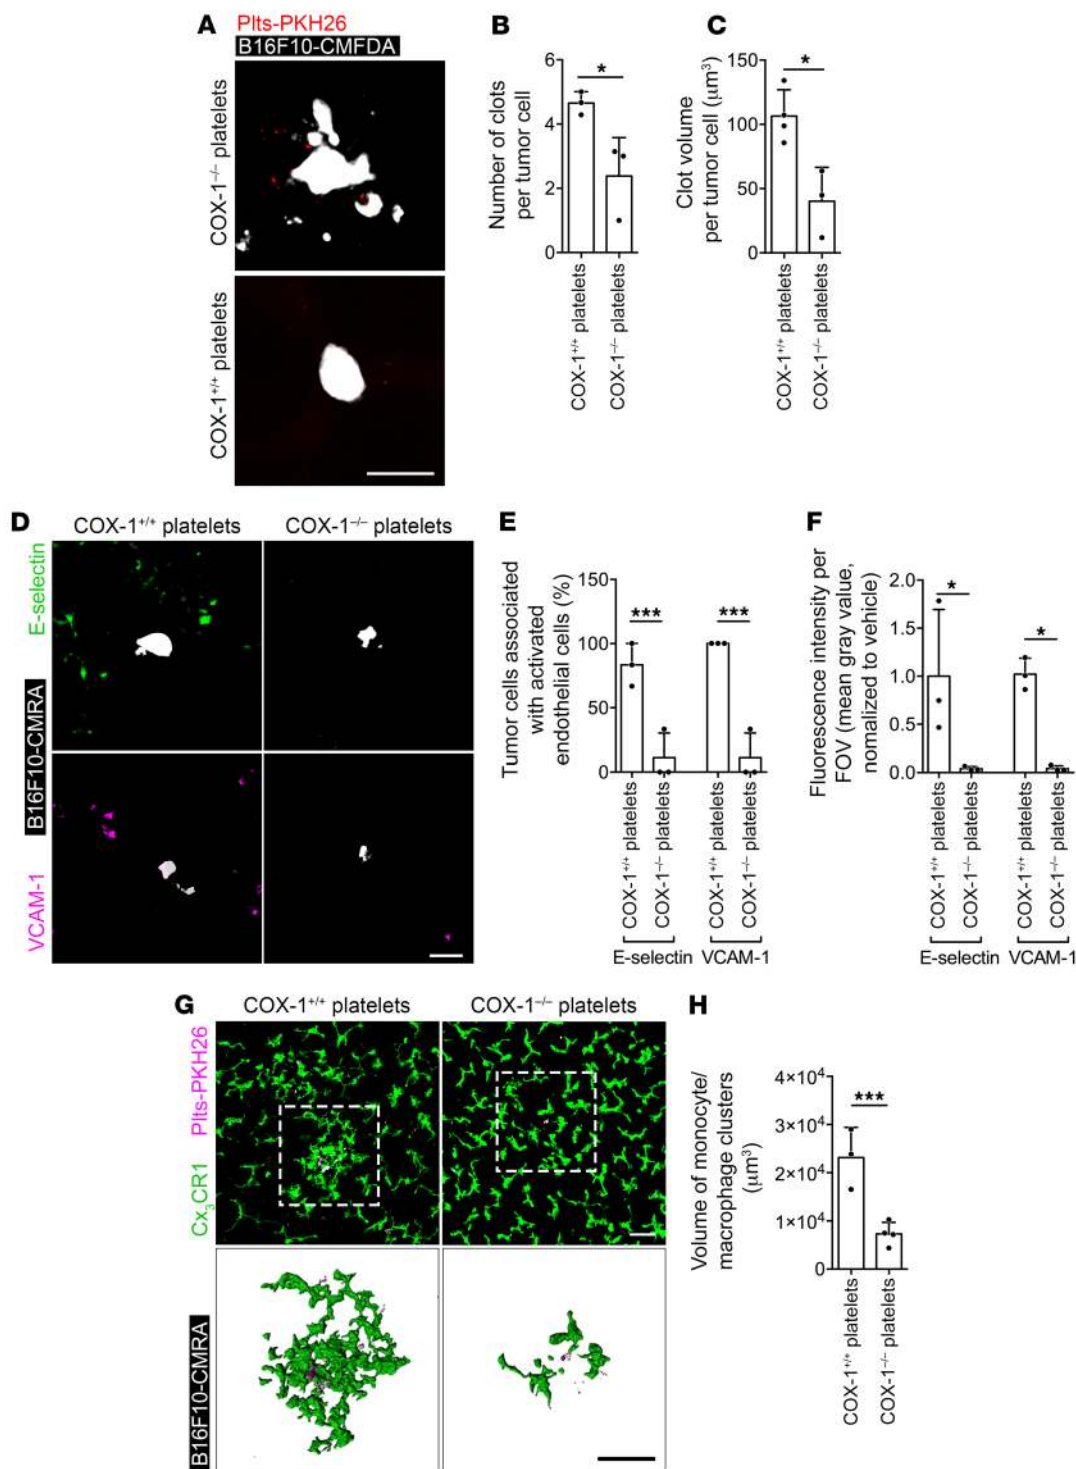 A
Plts-PKH26
B16F10-CMFDA
COX-1–/– platelets
COX-1+/+ platelets
B
Number of clots
per tumor cell
6
4
2
0
*
COX-1+/+ platelets
COX-1–/– platelets
C
Clot volume
per tumor cell (μm³)
150
100
50
0
*
COX-1+/+ platelets
COX-1–/– platelets
D
COX-1+/+ platelets
COX-1–/– platelets
E-selectin
B16F10-CMRA
VCAM-1
E
Tumor cells associated
with activated
endothelial cells (%)
150
100
50
0
***
***
COX-1+/+ platelets
COX-1–/– platelets
COX-1+/+ platelets
COX-1–/– platelets
E-selectin
VCAM-1
F
Fluorescence intensity per
FOV (mean gray value,
nomalized to vehicle)
2.0
1.5
1.0
0.5
0.0
*
*
COX-1+/+ platelets
COX-1–/– platelets
COX-1+/+ platelets
COX-1–/– platelets
E-selectin
VCAM-1
G
COX-1+/+ platelets
COX-1–/– platelets
Plts-PKH26
Cx₃CR1
B16F10-CMRA
H
Volume of monocyte/
macrophage clusters
(μm³)
4×10⁴
3×10⁴
2×10⁴
1×10⁴
0
***
COX-1+/+ platelets
COX-1–/– platelets